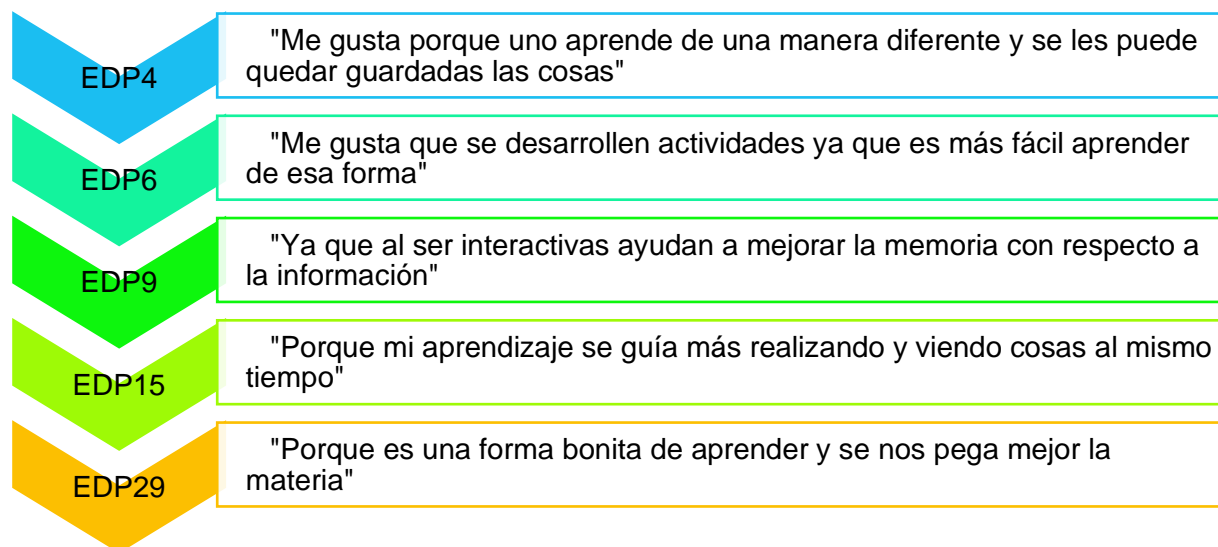 EDP4
"Me gusta porque uno aprende de una manera diferente y se les puede
quedar guardadas las cosas"
EDP6
"Me gusta que se desarrollen actividades ya que es más fácil aprender
de esa forma"
EDP9
"Ya que al ser interactivas ayudan a mejorar la memoria con respecto a
la información"
EDP15
"Porque mi aprendizaje se guía más realizando y viendo cosas al mismo
tiempo"
EDP29
"Porque es una forma bonita de aprender y se nos pega mejor la
materia"